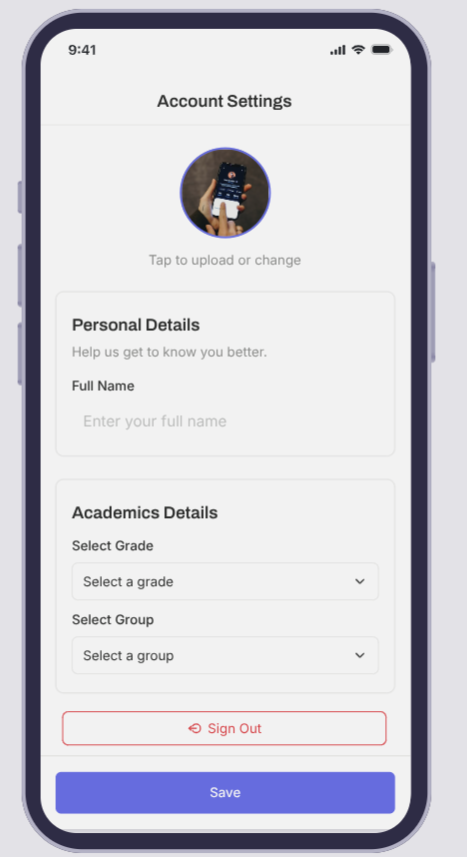 9:41
Account Settings
Tap to upload or change
Personal Details
Help us get to know you better.
Full Name
Enter your full name
Academics Details
Select Grade
Select a grade
Select Group
Select a group
Sign Out
Save